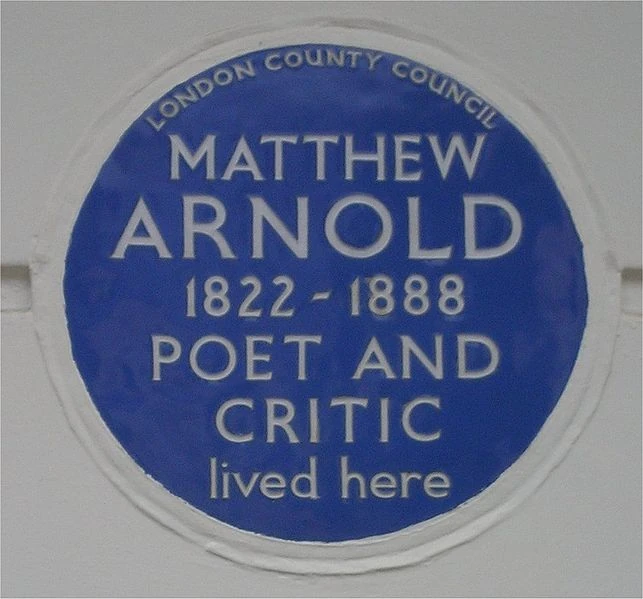 LONDON COUNTY COUNCIL
MATTHEW
ARNOLD
1822 - 1888
POET AND
CRITIC
lived here